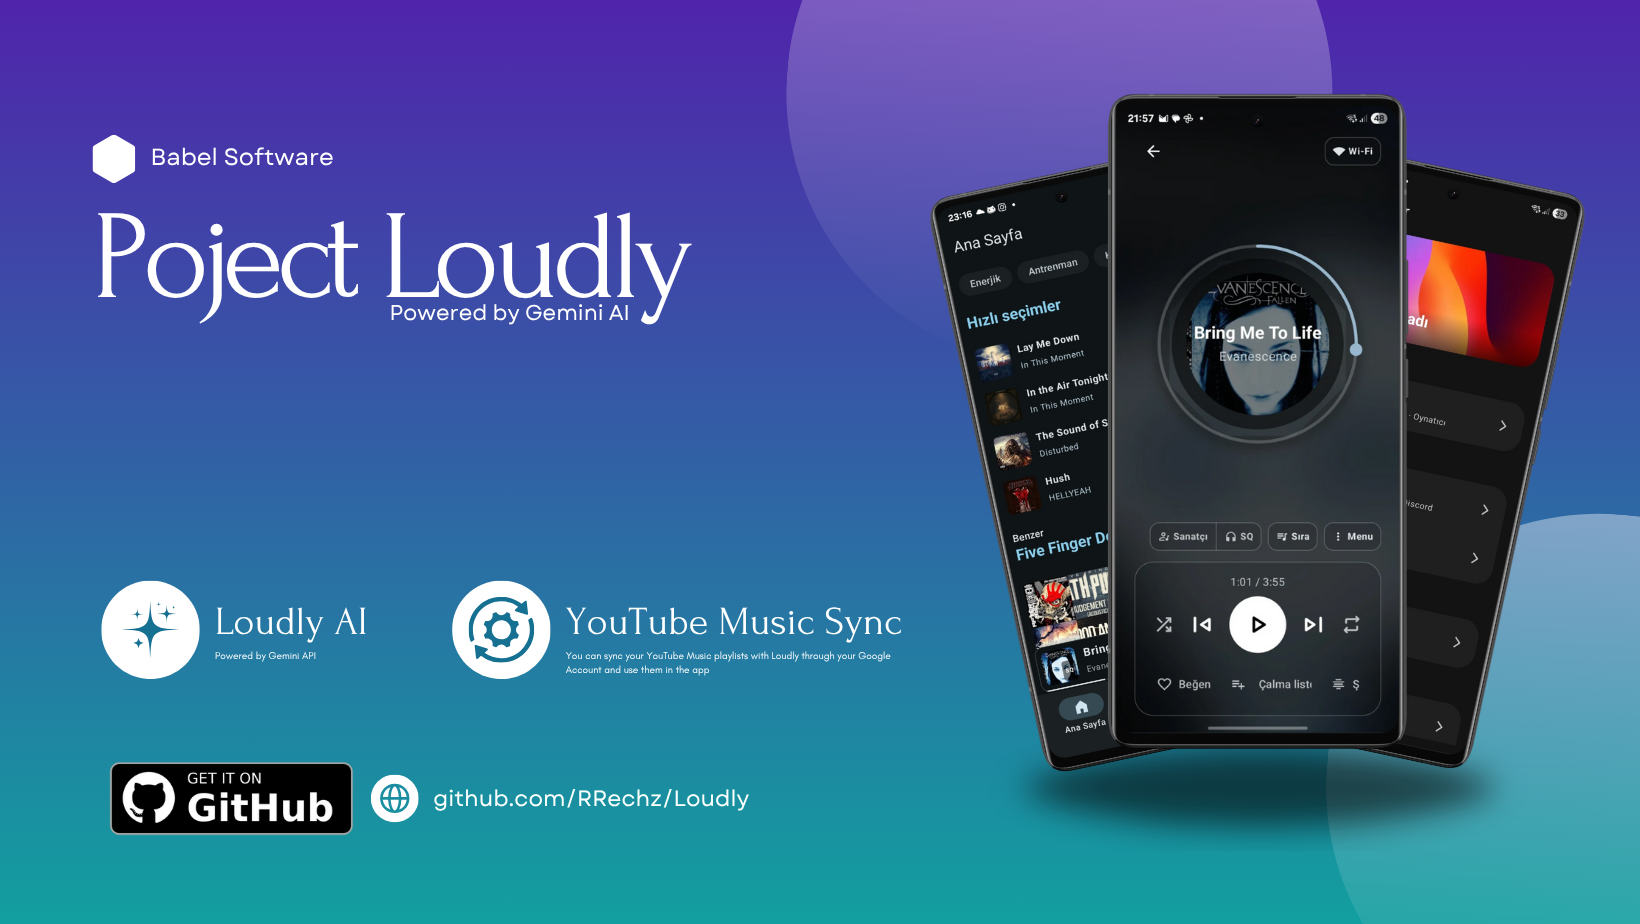 Babel Software
Poject Loudly
Powered by Gemini AI
Loudly AI
Powered by Gemini API
YouTube Music Sync
You can sync your YouTube Music playlists with Loudly through your Google
Account and use them in the app
GET IT ON
GitHub
github.com/RRechz/Loudly
23:16
Ana Sayfa
Enerjik
Antrenman
Hızlı seçimler
Lay Me Down
In This Moment
In the Air Tonight
In This Moment
The Sound of S
Disturbed
Hush
HELLYEAH
Benzer
Five Finger De
Bring
Evane
Ana Sayfa
21:57
48
Wi-Fi
EVANESCENCE
FALLEN
Bring Me To Life
Evanescence
Sanatçı
SQ
Sıra
Menu
1:01 / 3:55
Beğen
Çalma liste
Ş
33
adı
Oynatıcı
iscord